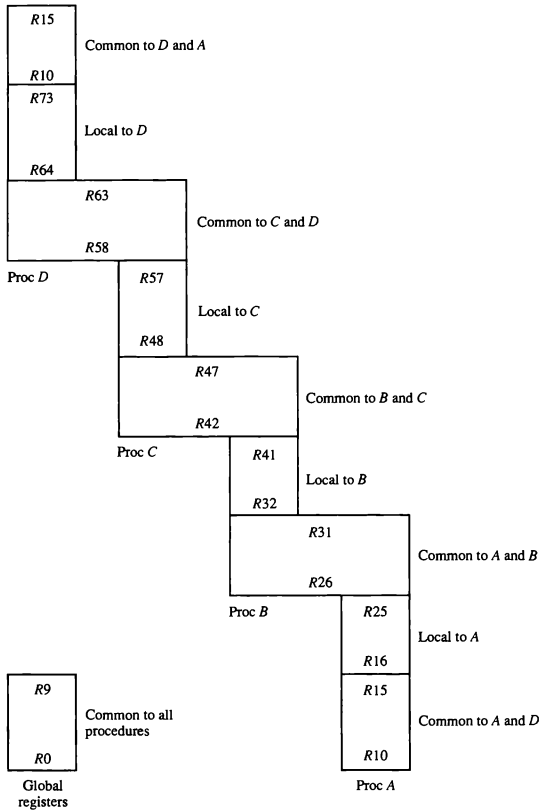 R15
Common to D and A
R10
R73
Local to D
R64
R63
Common to C and D
R58
Proc D
R57
Local to C
R48
R47
Common to B and C
R42
Proc C
R41
Local to B
R32
R31
Common to A and B
R26
Proc B
R25
Local to A
R16
R15
Common to A and D
R10
Proc A
R9
Common to all
procedures
R0
Global
registers